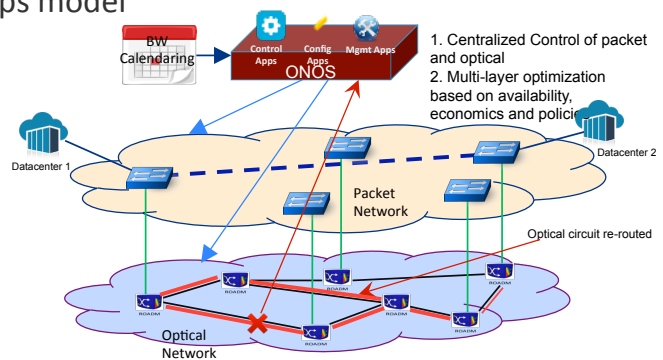 ps model
BW
Calendaring
Control
Apps
Config
Apps
Mgmt Apps
ONOS
1. Centralized Control of packet
and optical
2. Multi-layer optimization
based on availability,
economics and policies
Datacenter 1
Datacenter 2
Packet
Network
Optical circuit re-routed
ROADM
ROADM
ROADM
ROADM
ROADM
ROADM
ROADM
Optical
Network